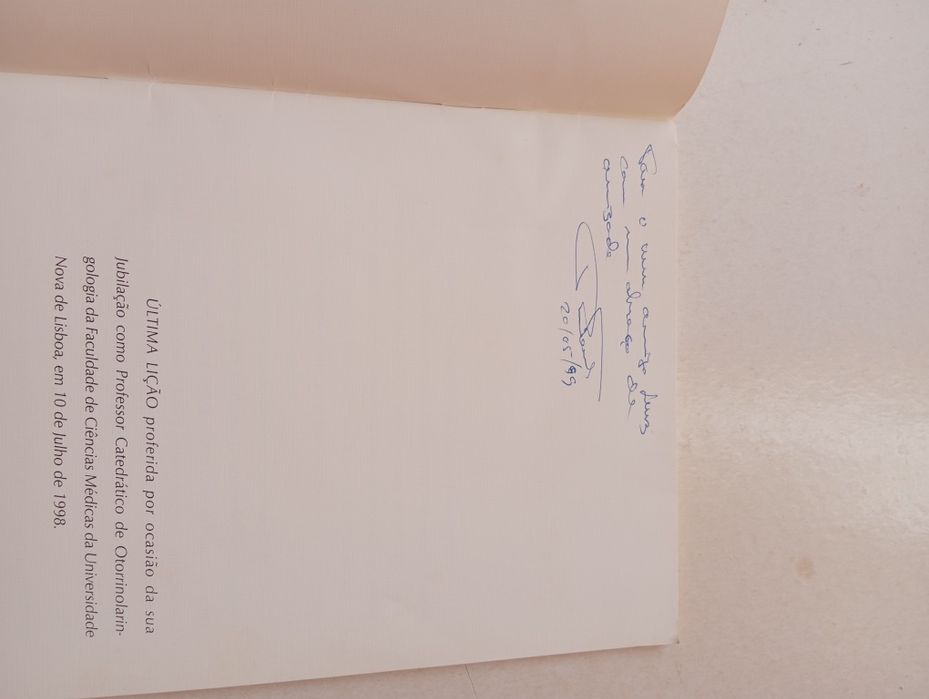 Para o meu amigo Luiz
com um abraço de
amizade
20/05/99
ÚLTIMA LIÇÃO proferida por ocasião da sua
Jubilação como Professor Catedrático de Otorrinolarin-
gologia da Faculdade de Ciências Médicas da Universidade
Nova de Lisboa, em 10 de Julho de 1998.